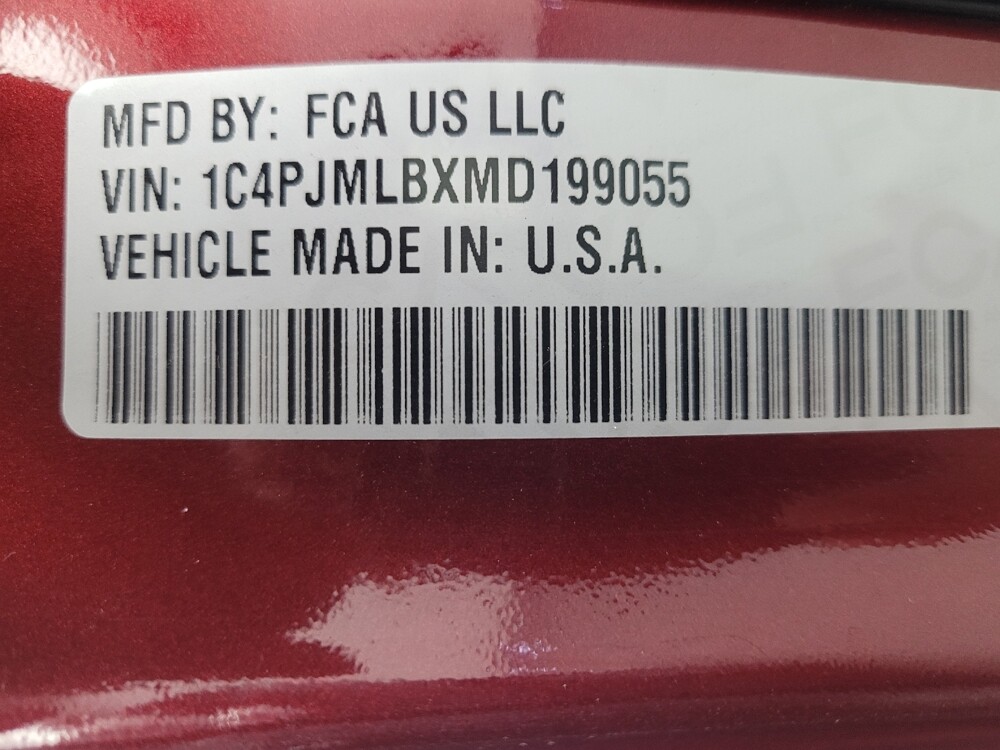 MFD BY: FCA US LLC
VIN: 1C4PJMLBXMD199055
VEHICLE MADE IN: U.S.A.